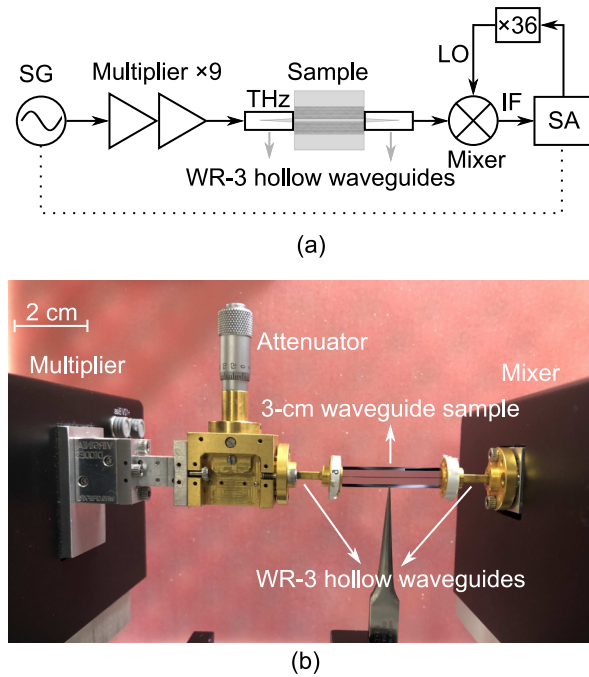 SG
Multiplier ×9
Sample
×36
LO
THz
IF
SA
Mixer
WR-3 hollow waveguides
(a)
2 cm
Multiplier
Attenuator
Mixer
3-cm waveguide sample
WR-3 hollow waveguides
(b)